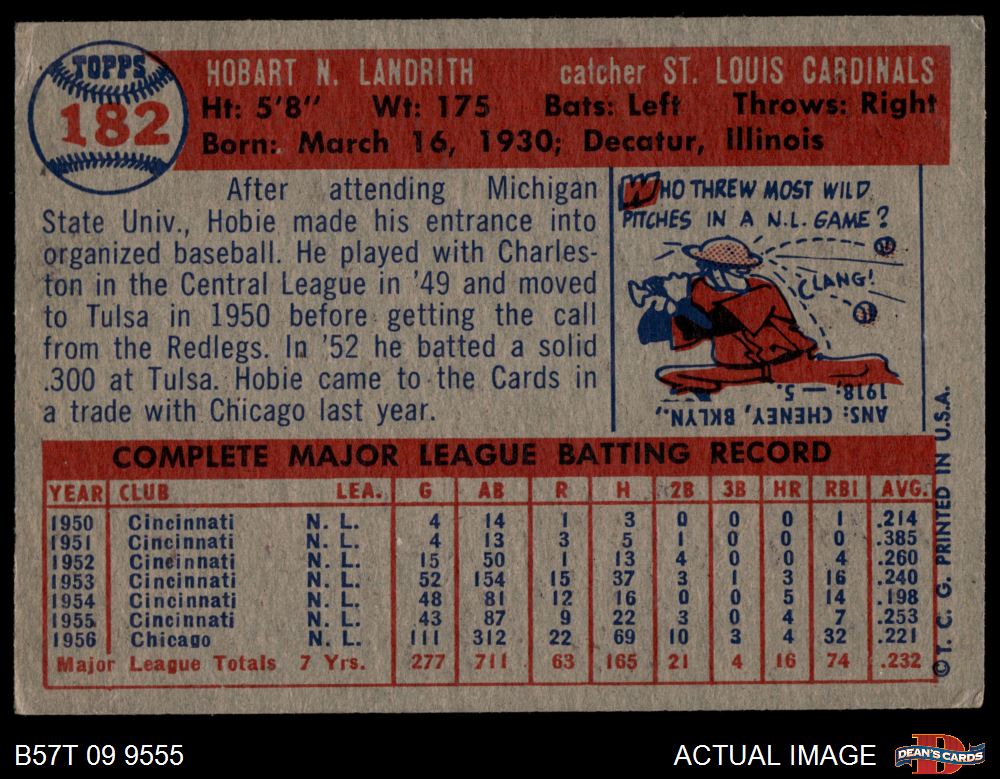 TOPPS
182
HOBART N. LANDRITH catcher ST. LOUIS CARDINALS
Ht: 5'8" Wt: 175 Bats: Left Throws: Right
Born: March 16, 1930; Decatur, Illinois
After attending Michigan
State Univ., Hobie made his entrance into
organized baseball. He played with Charles-
ton in the Central League in '49 and moved
to Tulsa in 1950 before getting the call
from the Redlegs. In '52 he batted a solid
.300 at Tulsa. Hobie came to the Cards in
a trade with Chicago last year.
WHO THREW MOST WILD
PITCHES IN A N.L. GAME?
CLANG!
ANS: CHENEY, BKLYN.,
1918; — 5.
COMPLETE MAJOR LEAGUE BATTING RECORD
YEAR CLUB LEA. G AB R H 2B 3B HR RBI AVG.
1950 Cincinnati N. L. 4 14 1 3 0 0 0 1 .214
1951 Cincinnati N. L. 4 13 3 5 1 0 0 0 .385
1952 Cincinnati N. L. 15 50 1 13 4 0 0 4 .260
1953 Cincinnati N. L. 52 154 15 37 3 1 3 16 .240
1954 Cincinnati N. L. 48 81 12 16 0 0 5 14 .198
1955 Cincinnati N. L. 43 87 9 22 3 0 4 7 .253
1956 Chicago N. L. 111 312 22 69 10 3 4 32 .221
Major League Totals 7 Yrs. 277 711 63 165 21 4 16 74 .232
© T. C. G. PRINTED IN U.S.A.
B57T 09 9555
ACTUAL IMAGE
DEAN'S CARDS